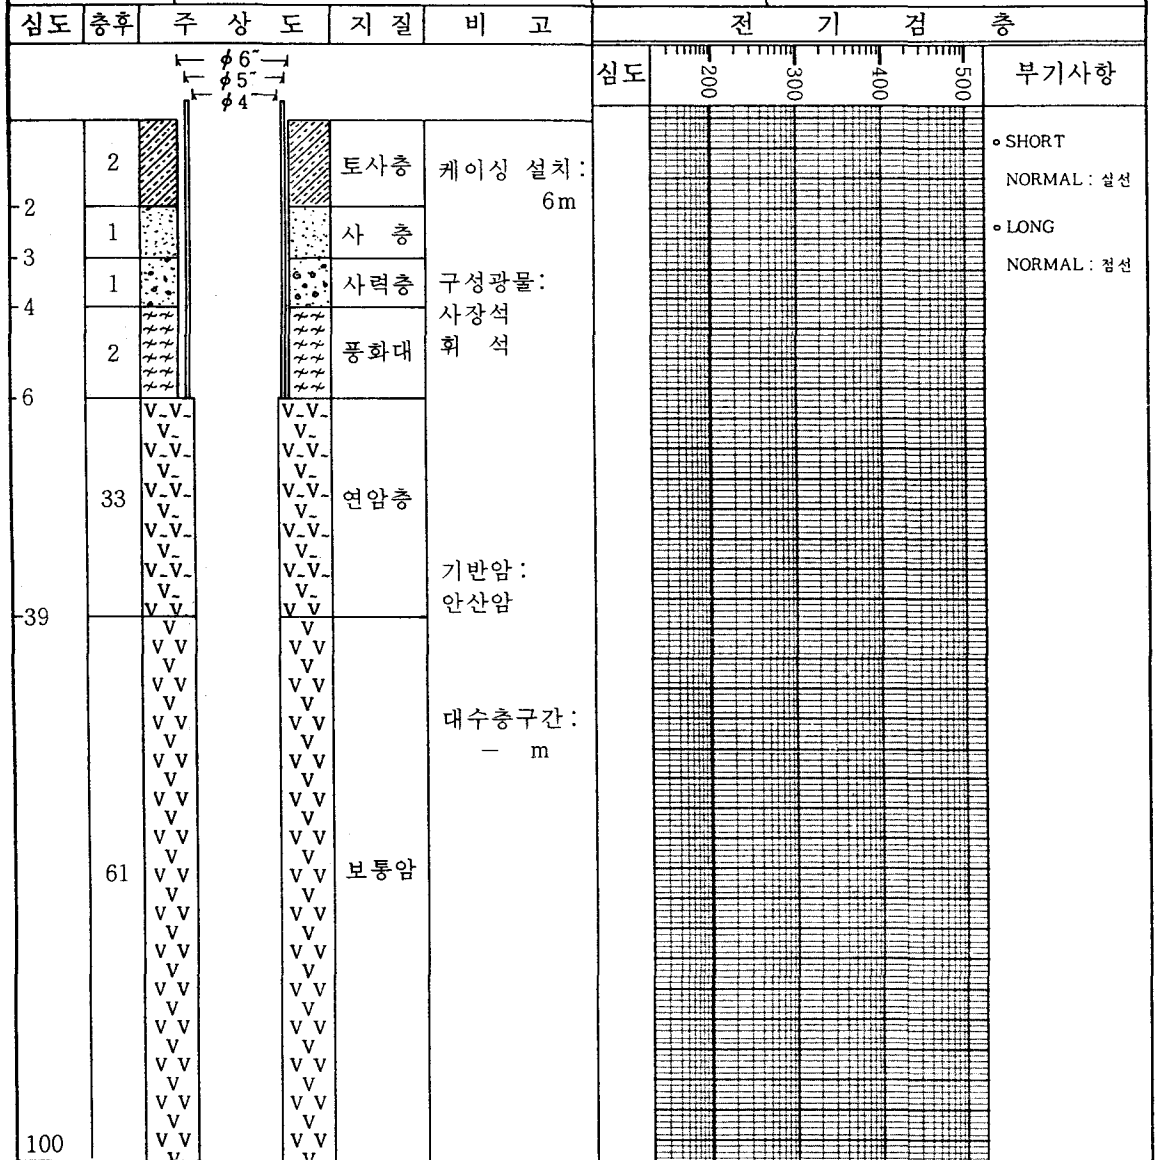 심도 층후 주 상 도 지 질 비 고 전 기 검 층
ϕ6″
ϕ5″
ϕ4
심도 200 300 400 500 부기사항
2 토사층 케이싱 설치:
6m
2
1 사 층
3
1 사력층 구성광물:
4
사장석
2 풍화대 휘 석
6
33 연암층
기반암:
안산암
39
대수층구간:
— m
61 보통암
100
∘ SHORT
NORMAL : 실선
∘ LONG
NORMAL : 점선